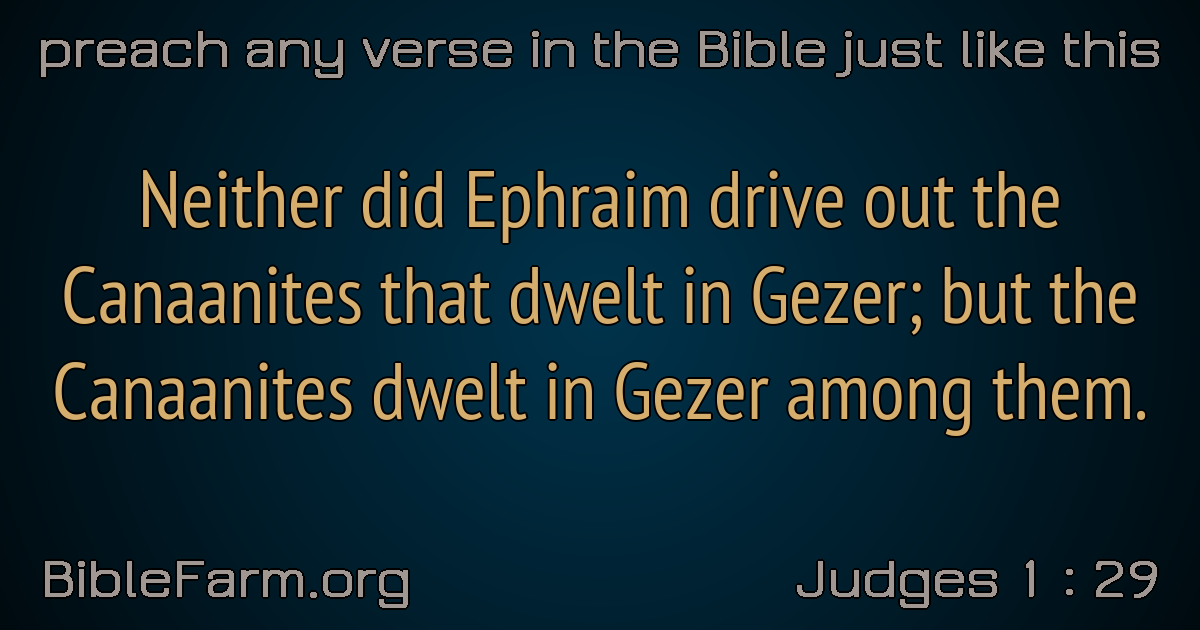 preach any verse in the Bible just like this
Neither did Ephraim drive out the
Canaanites that dwelt in Gezer; but the
Canaanites dwelt in Gezer among them.
BibleFarm.org
Judges 1 : 29